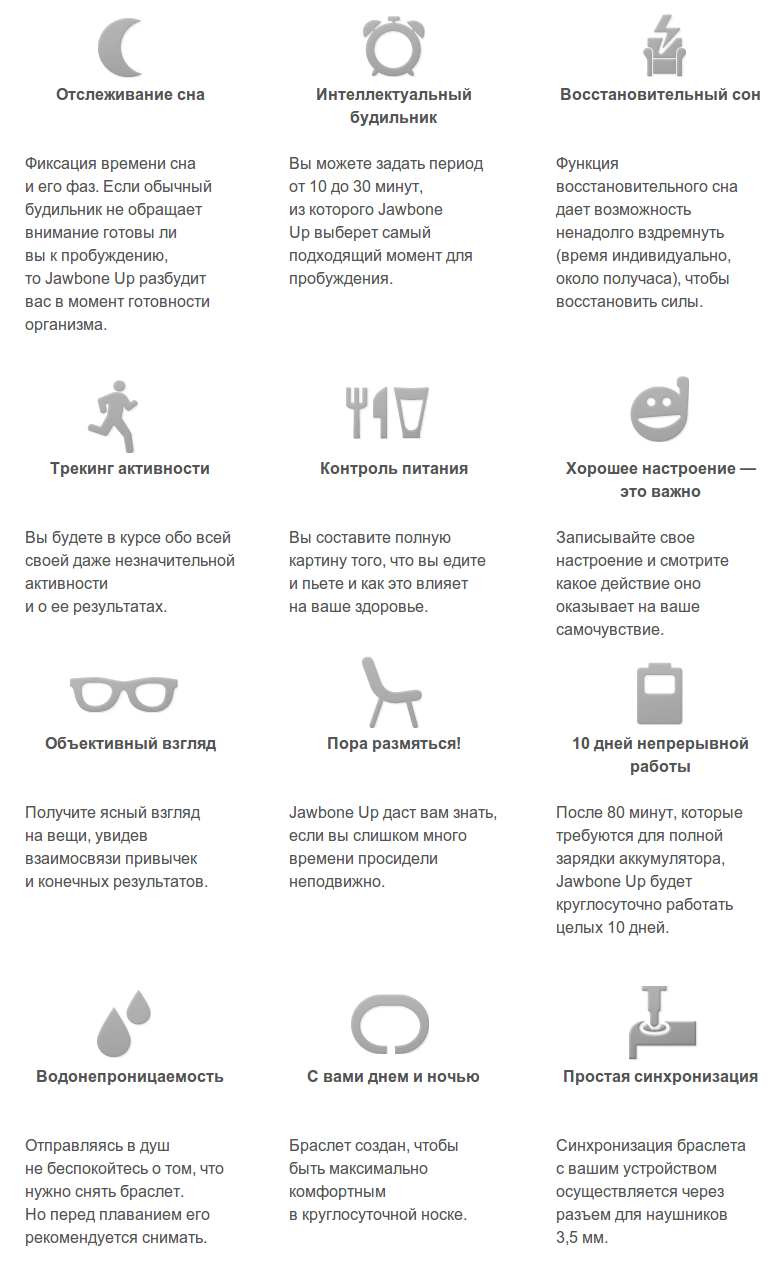 Отслеживание сна
Фиксация времени сна
и его фаз. Если обычный
будильник не обращает
внимание готовы ли
вы к пробуждению,
то Jawbone Up разбудит
вас в момент готовности
организма.
Интеллектуальный
будильник
Вы можете задать период
от 10 до 30 минут,
из которого Jawbone
Up выберет самый
подходящий момент для
пробуждения.
Восстановительный сон
Функция
восстановительного сна
дает возможность
ненадолго вздремнуть
(время индивидуально,
около получаса), чтобы
восстановить силы.
Трекинг активности
Вы будете в курсе обо всей
своей даже незначительной
активности
и о ее результатах.
Контроль питания
Вы составите полную
картину того, что вы едите
и пьете и как это влияет
на ваше здоровье.
Хорошее настроение —
это важно
Записывайте свое
настроение и смотрите
какое действие оно
оказывает на ваше
самочувствие.
Объективный взгляд
Получите ясный взгляд
на вещи, увидев
взаимосвязи привычек
и конечных результатов.
Пора размяться!
Jawbone Up даст вам знать,
если вы слишком много
времени просидели
неподвижно.
10 дней непрерывной
работы
После 80 минут, которые
требуются для полной
зарядки аккумулятора,
Jawbone Up будет
круглосуточно работать
целых 10 дней.
Водонепроницаемость
Отправляясь в душ
не беспокойтесь о том, что
нужно снять браслет.
Но перед плаванием его
рекомендуется снимать.
С вами днем и ночью
Браслет создан, чтобы
быть максимально
комфортным
в круглосуточной носке.
Простая синхронизация
Синхронизация браслета
с вашим устройством
осуществляется через
разъем для наушников
3,5 мм.